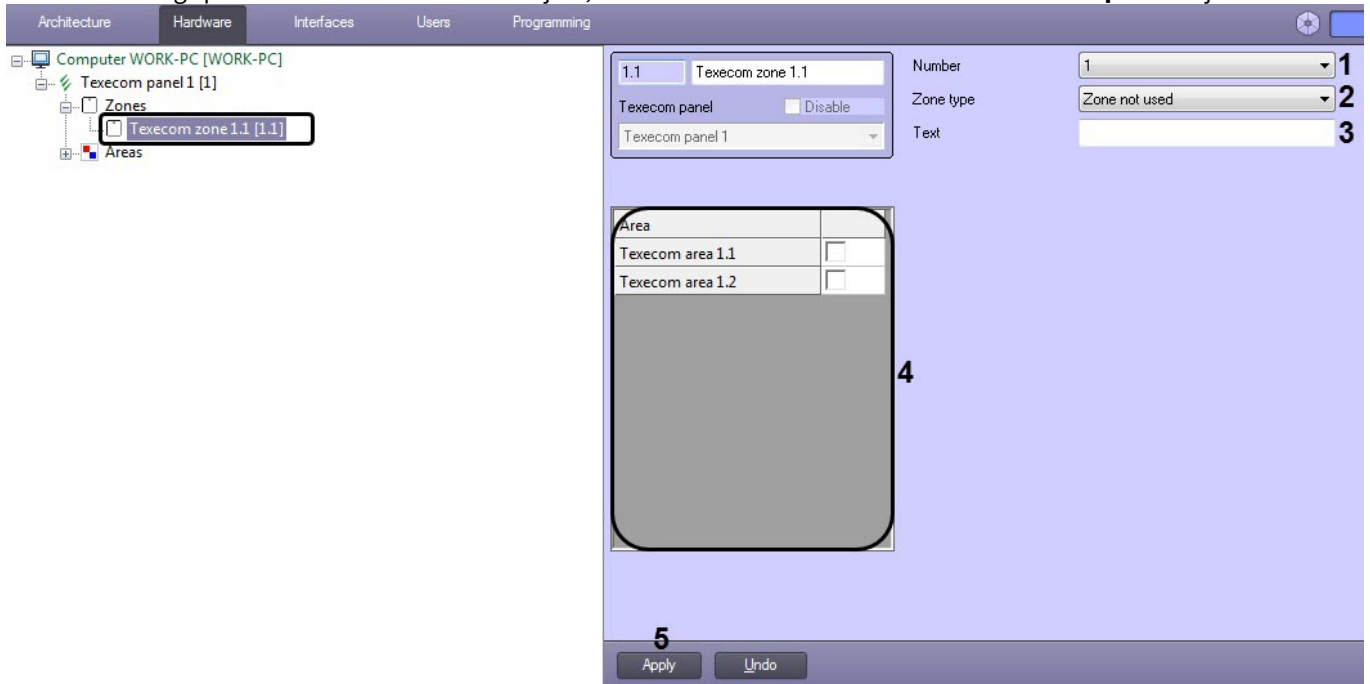 Architecture Hardware Interfaces Users Programming
Computer WORK-PC [WORK-PC]
Texecom panel 1 [1]
Zones
Texecom zone 1.1 [1.1]
Areas
1.1 Texecom zone 1.1
Texecom panel Disable
Texecom panel 1
Number 1 1
Zone type Zone not used 2
Text 3
Area
Texecom area 1.1
Texecom area 1.2
4
5
Apply Undo